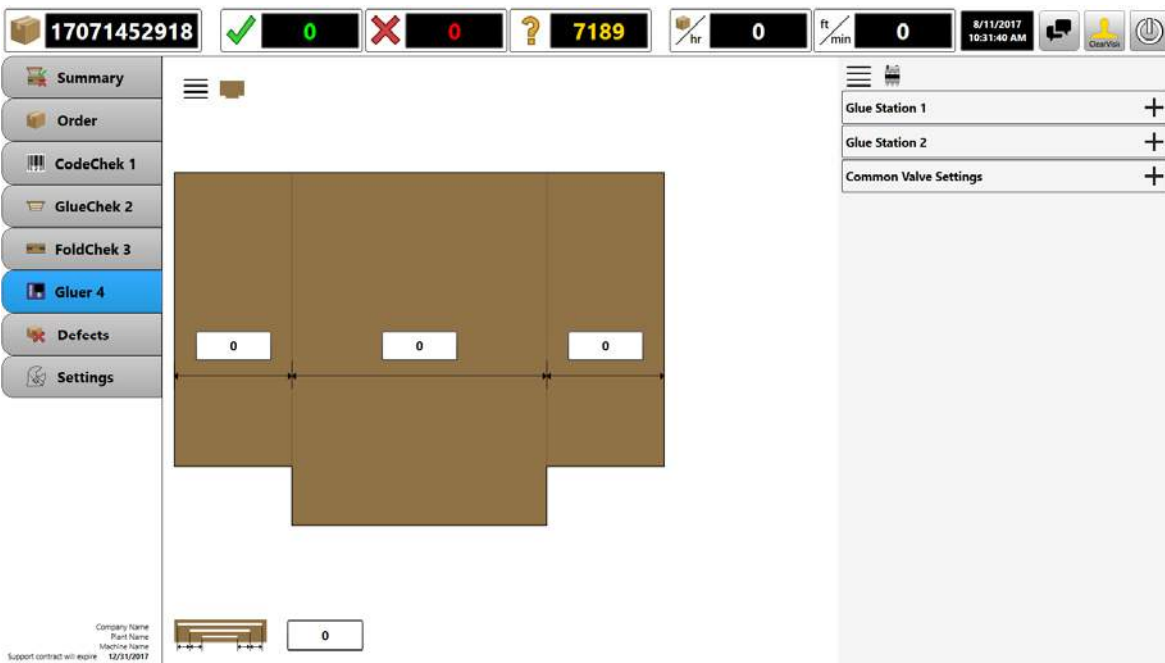 17071452918
0
0
7189
/hr
0
ft/min
0
8/11/2017
10:31:40 AM
ClearVisn
Summary
Order
CodeChek 1
GlueChek 2
FoldChek 3
Gluer 4
Defects
Settings
Glue Station 1
Glue Station 2
Common Valve Settings
0
0
0
0
Company Name
Plant Name
Machine Name
Support contract will expire 12/31/2017